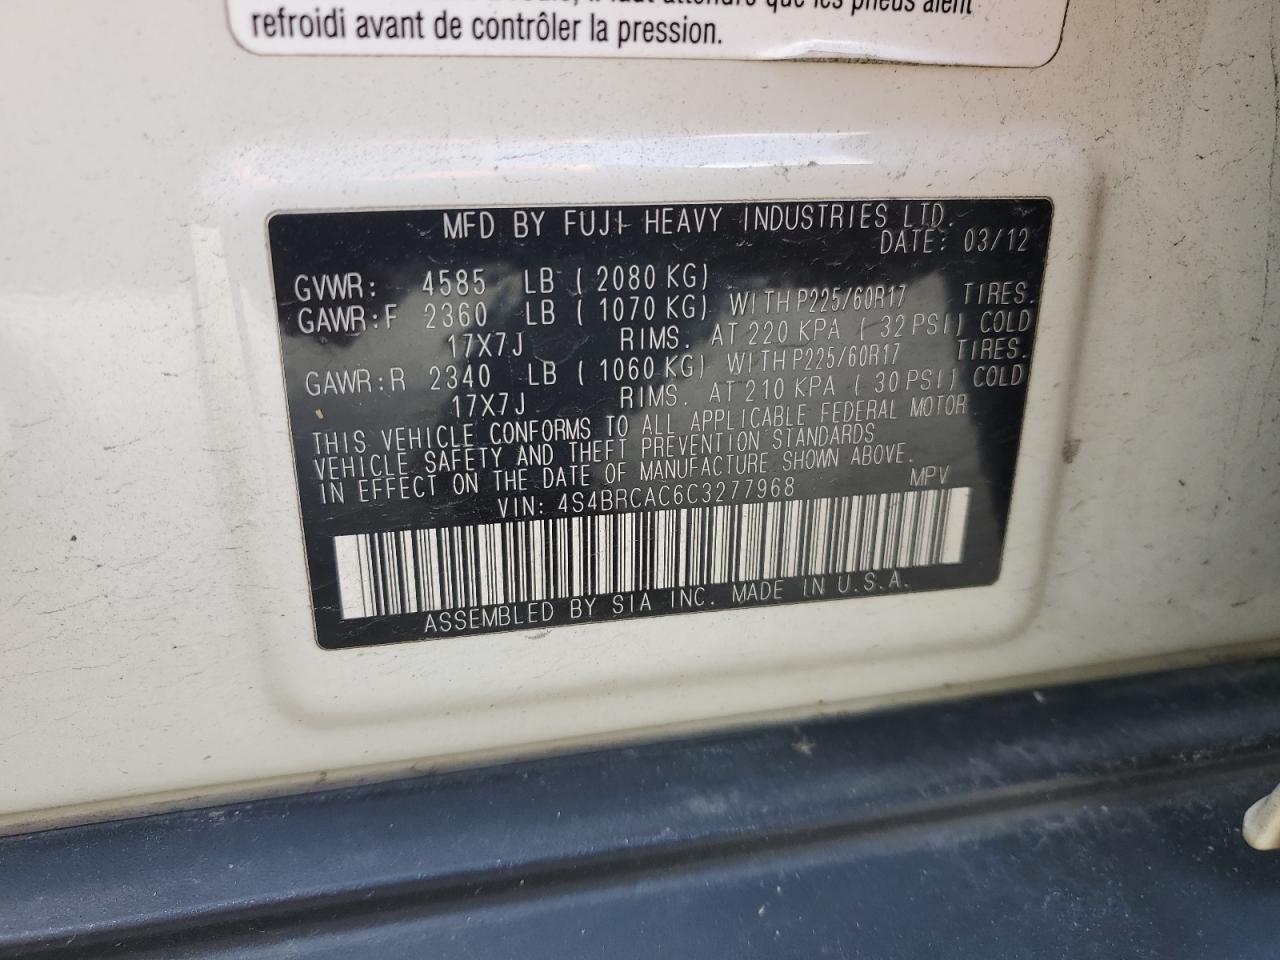 refroidi avant de contrôler la pression.
MFD BY FUJI HEAVY INDUSTRIES LTD.
DATE: 03/12
GVWR: 4585 LB ( 2080 KG)
GAWR:F 2360 LB ( 1070 KG) WITH P225/60R17 TIRES.
17X7J RIMS. AT 220 KPA ( 32 PSI) COLD
GAWR:R 2340 LB ( 1060 KG) WITH P225/60R17 TIRES.
17X7J RIMS. AT 210 KPA ( 30 PSI) COLD
THIS VEHICLE CONFORMS TO ALL APPLICABLE FEDERAL MOTOR
VEHICLE SAFETY AND THEFT PREVENTION STANDARDS
IN EFFECT ON THE DATE OF MANUFACTURE SHOWN ABOVE.
VIN: 4S4BRCAC6C3277968 MPV
ASSEMBLED BY SIA INC. MADE IN U.S.A.